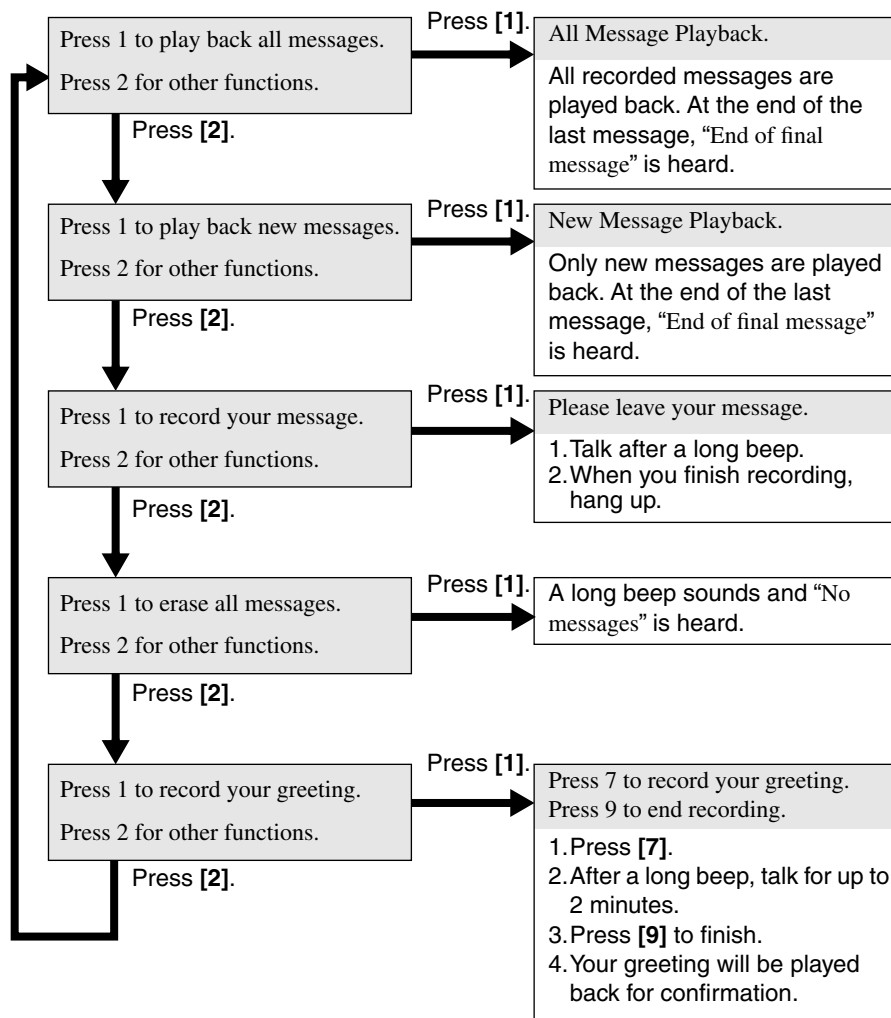 Press 1 to play back all messages.
Press 2 for other functions.
Press [1].
All Message Playback.
All recorded messages are
played back. At the end of the
last message, “End of final
message” is heard.
Press [2].
Press 1 to play back new messages.
Press 2 for other functions.
Press [1].
New Message Playback.
Only new messages are played
back. At the end of the last
message, “End of final message”
is heard.
Press [2].
Press 1 to record your message.
Press 2 for other functions.
Press [1].
Please leave your message.
1.Talk after a long beep.
2.When you finish recording,
hang up.
Press [2].
Press 1 to erase all messages.
Press 2 for other functions.
Press [1].
A long beep sounds and “No
messages” is heard.
Press [2].
Press 1 to record your greeting.
Press 2 for other functions.
Press [1].
Press 7 to record your greeting.
Press 9 to end recording.
1.Press [7].
2.After a long beep, talk for up to
2 minutes.
3.Press [9] to finish.
4.Your greeting will be played
back for confirmation.
Press [2].